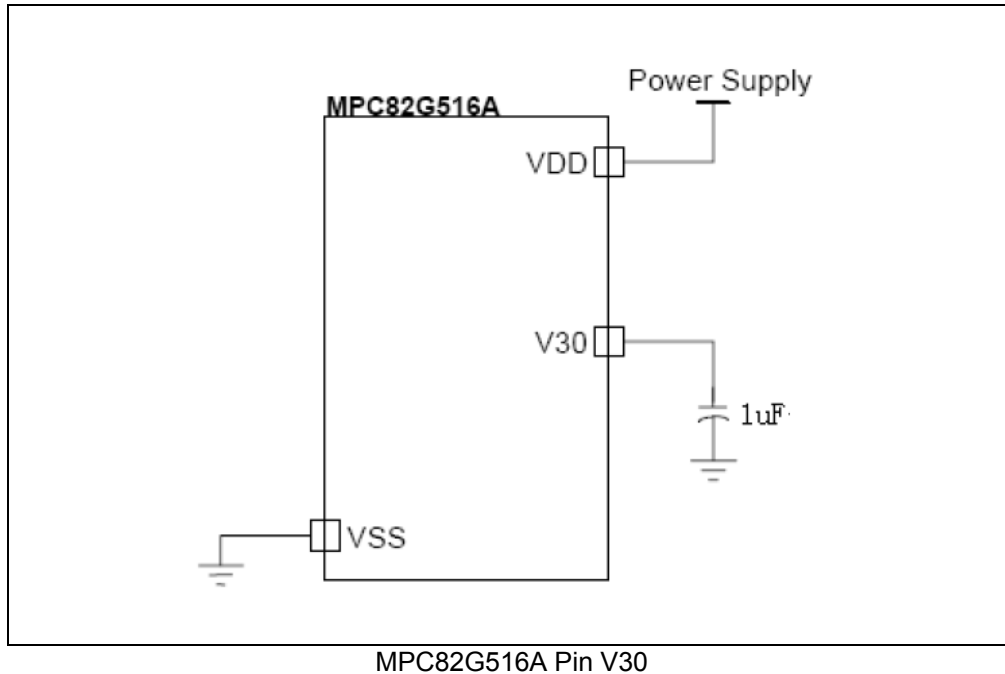 Power Supply
MPC82G516A
VDD
V30
1uF
VSS
MPC82G516A Pin V30